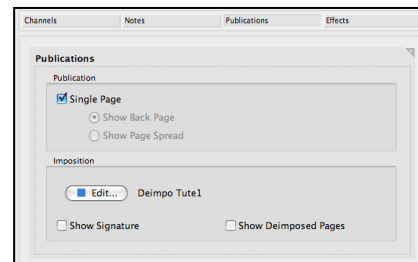 Channels Notes Publications Effects
Publications
Publication
Single Page
Show Back Page
Show Page Spread
Imposition
Edit... Deimpo Tute1
Show Signature Show Deimposed Pages